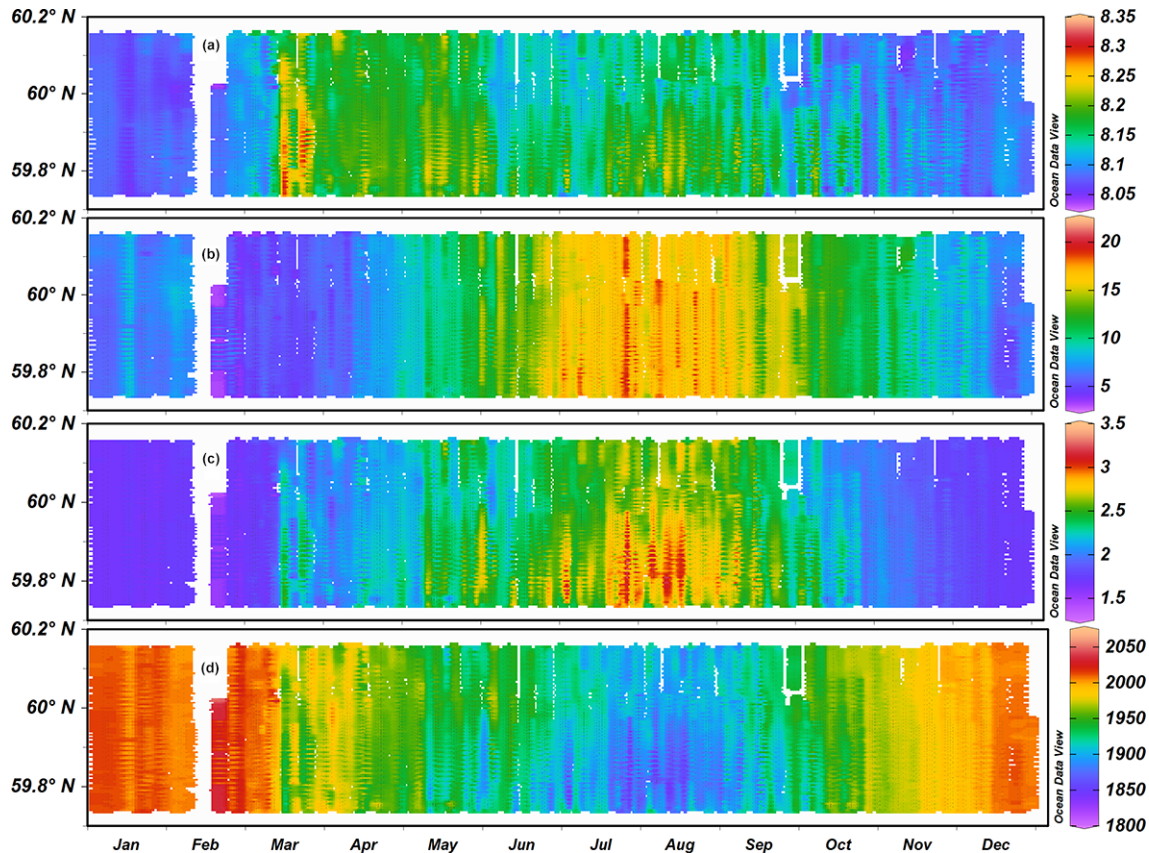 60.2° N
60° N
59.8° N
(a)
8.35
8.3
8.25
8.2
8.15
8.1
8.05
Ocean Data View
60.2° N
60° N
59.8° N
(b)
20
15
10
5
Ocean Data View
60.2° N
60° N
59.8° N
(c)
3.5
3
2.5
2
1.5
Ocean Data View
60.2° N
60° N
59.8° N
(d)
2050
2000
1950
1900
1850
1800
Ocean Data View
Jan Feb Mar Apr May Jun Jul Aug Sep Oct Nov Dec